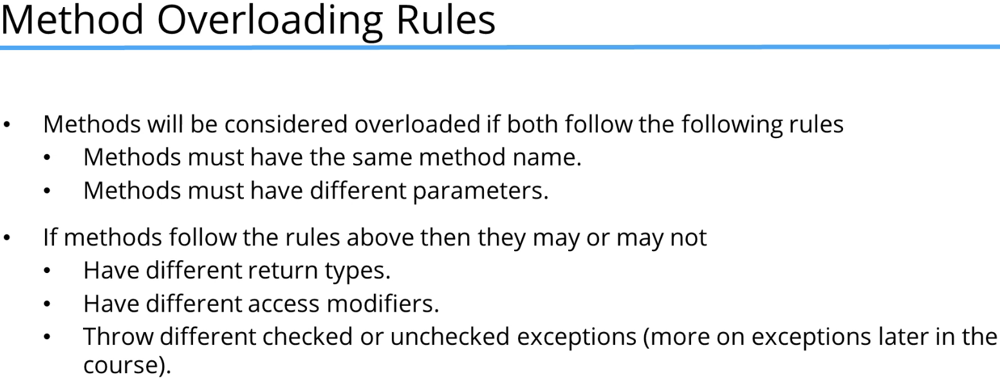 Method Overloading Rules
• Methods will be considered overloaded if both follow the following rules
• Methods must have the same method name.
• Methods must have different parameters.
• If methods follow the rules above then they may or may not
• Have different return types.
• Have different access modifiers.
• Throw different checked or unchecked exceptions (more on exceptions later in the
course).